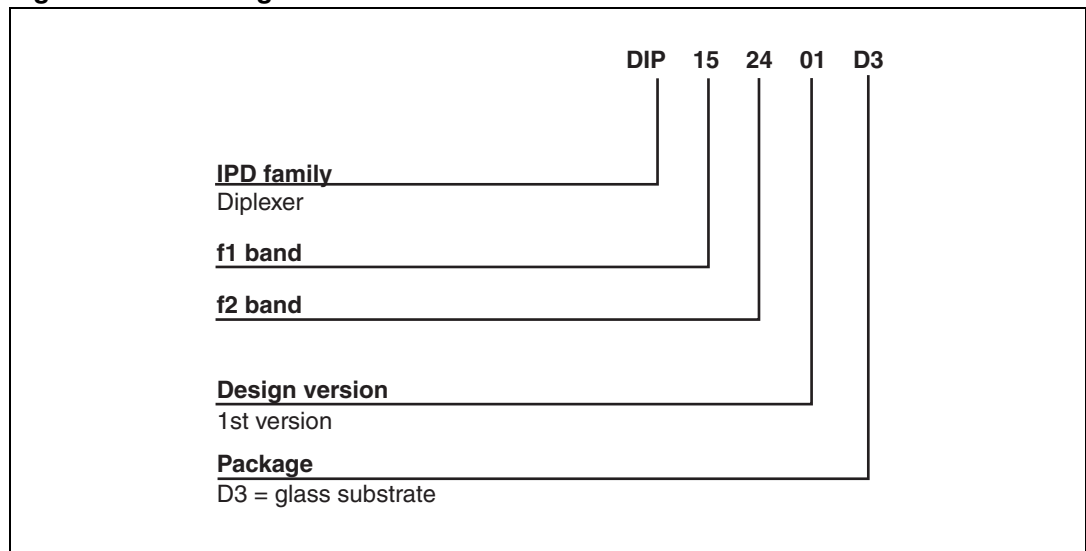 DIP 15 24 01 D3
IPD family
Diplexer
f1 band
f2 band
Design version
1st version
Package
D3 = glass substrate